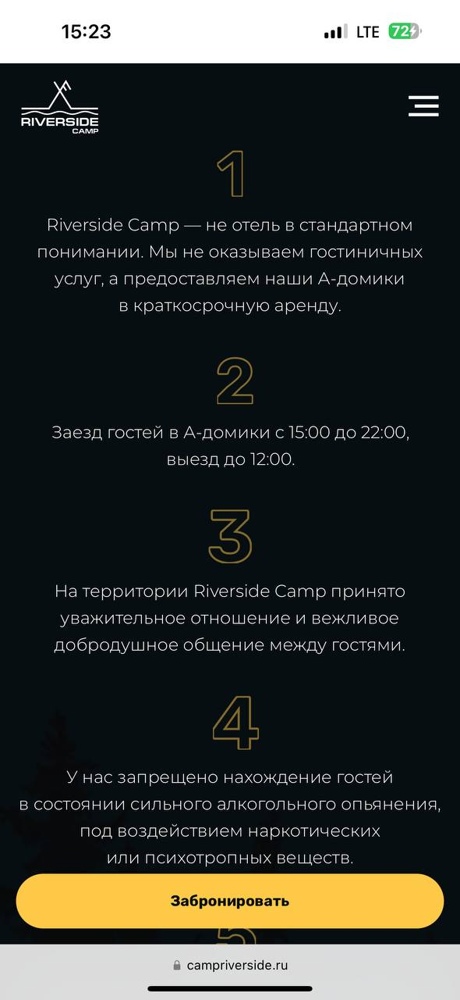 15:23
LTE 72
RIVERSIDE
CAMP
1
Riverside Camp — не отель в стандартном
понимании. Мы не оказываем гостиничных
услуг, а предоставляем наши А-домики
в краткосрочную аренду.
2
Заезд гостей в А-домики с 15:00 до 22:00,
выезд до 12:00.
3
На территории Riverside Camp принято
уважительное отношение и вежливое
добродушное общение между гостями.
4
У нас запрещено нахождение гостей
в состоянии сильного алкогольного опьянения,
под воздействием наркотических
или психотропных веществ.
Забронировать
5
campriverside.ru